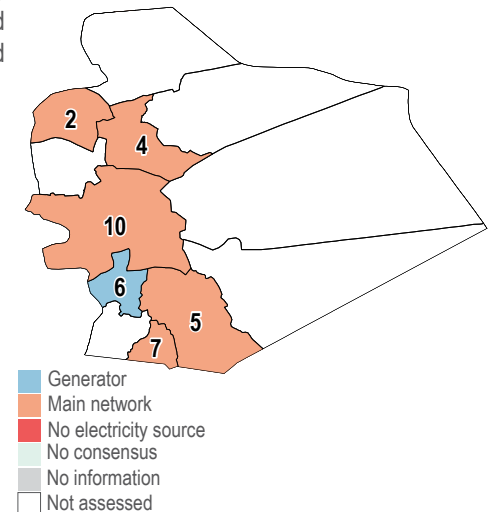 2
4
10
6
5
7
Generator
Main network
No electricity source
No consensus
No information
Not assessed